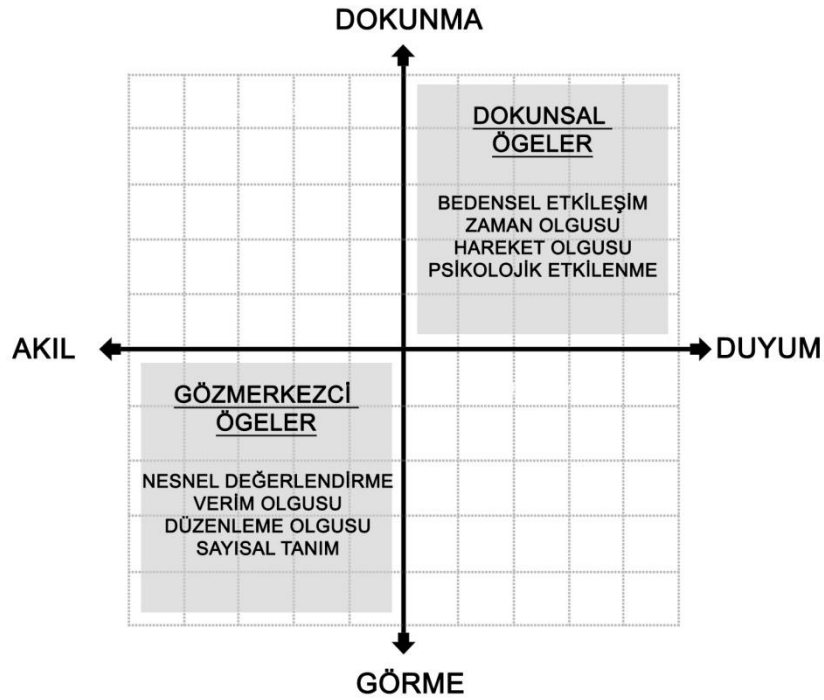 DOKUNMA
DOKUNSAL
ÖGELER
BEDENSEL ETKİLEŞİM
ZAMAN OLGUSU
HAREKET OLGUSU
PSİKOLOJİK ETKİLENME
AKIL
DUYUM
GÖZMERKEZCİ
ÖGELER
NESNEL DEĞERLENDİRME
VERİM OLGUSU
DÜZENLEME OLGUSU
SAYISAL TANIM
GÖRME